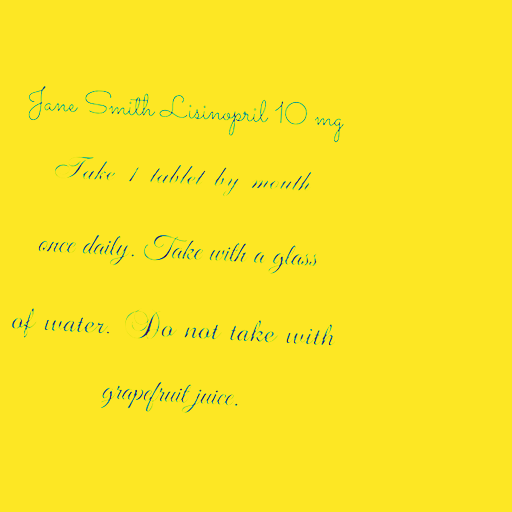 Jane Smith Lisinopril 10 mg
Take 1 tablet by mouth
once daily. Take with a glass
of water. Do not take with
grapefruit juice.